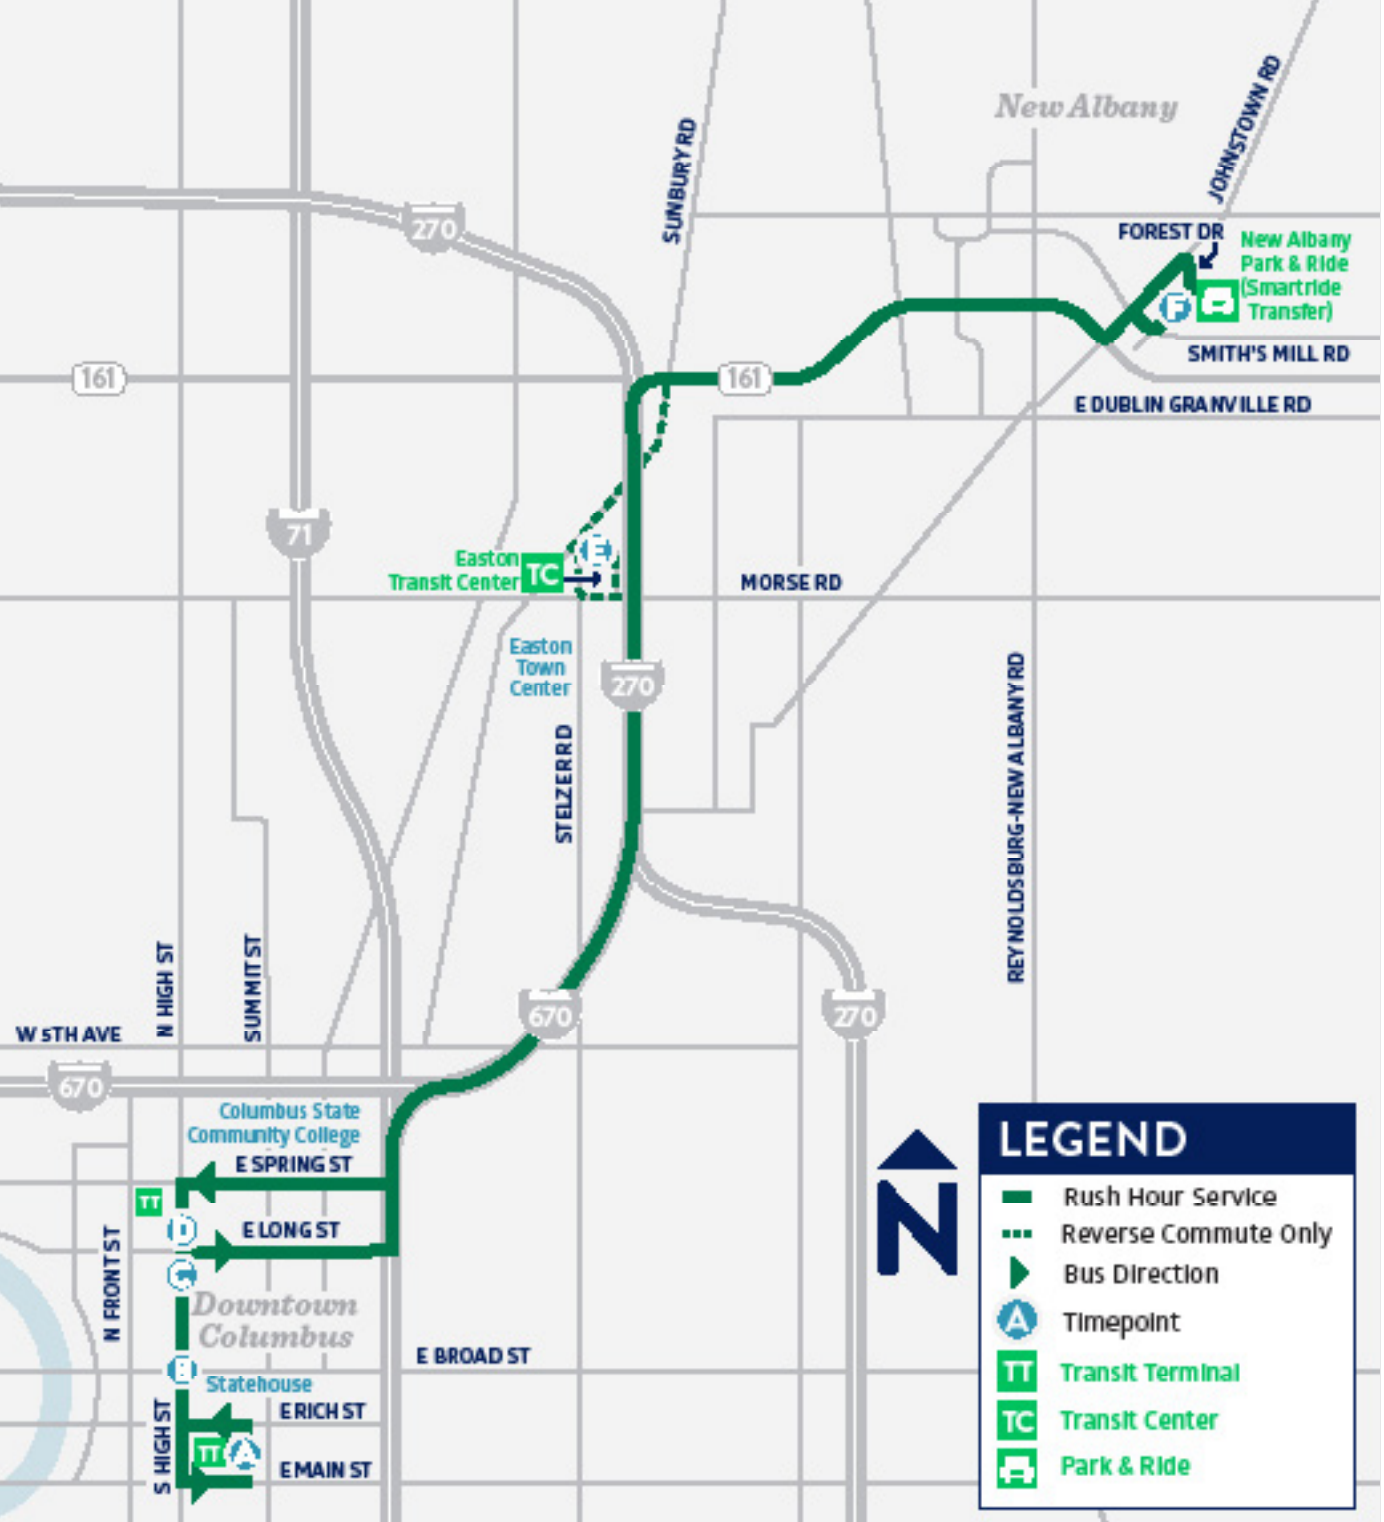 New Albany
JOHNSTOWN RD
SUNBURY RD
270
FOREST DR
New Albany
Park & Ride
(Smartride
Transfer)
F
SMITH'S MILL RD
161
161
E DUBLIN GRANVILLE RD
71
E
Easton
Transit Center
TC
MORSE RD
Easton
Town
Center
270
STELZER RD
REYNOLDSBURG-NEW ALBANY RD
N HIGH ST
SUMMIT ST
W 5TH AVE
670
270
670
Columbus State
Community College
E SPRING ST
TT
D
E LONG ST
N FRONT ST
C
Downtown
Columbus
E BROAD ST
B
Statehouse
S HIGH ST
E RICH ST
TT
A
E MAIN ST
N
LEGEND
Rush Hour Service
Reverse Commute Only
Bus Direction
A Timepoint
TT Transit Terminal
TC Transit Center
Park & Ride